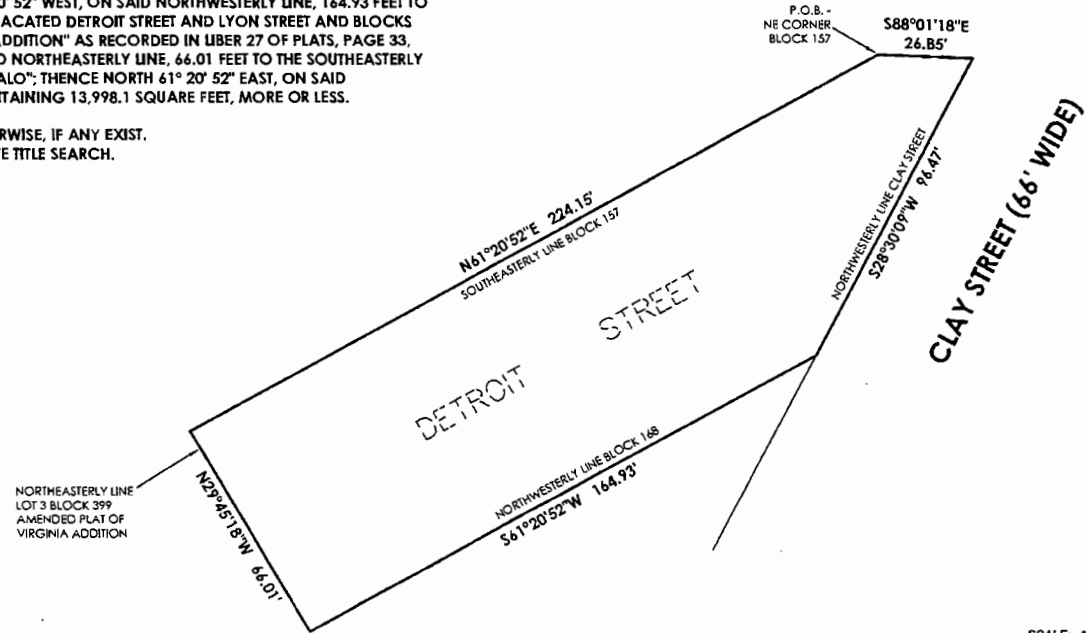 0' 52" WEST, ON SAID NORTHWESTERLY LINE, 164.93 FEET TO
ACATED DETROIT STREET AND LYON STREET AND BLOCKS
ADDITION" AS RECORDED IN LIBER 27 OF PLATS, PAGE 33,
D NORTHEASTERLY LINE, 66.01 FEET TO THE SOUTHEASTERLY
ALO"; THENCE NORTH 61° 20' 52" EAST, ON SAID
TAINING 13,998.1 SQUARE FEET, MORE OR LESS.
RWISE, IF ANY EXIST.
E TITLE SEARCH.
P.O.B. -
NE CORNER
BLOCK 157
S88°01'18"E
26.85'
CLAY STREET (66' WIDE)
NORTHWESTERLY LINE CLAY STREET
S28°30'09"W 96.47'
N61°20'52"E 224.15'
SOUTHEASTERLY LINE BLOCK 157
DETROIT STREET
NORTHWESTERLY LINE BLOCK 168
S61°20'52"W 164.93'
NORTHEASTERLY LINE
LOT 3 BLOCK 399
AMENDED PLAT OF
VIRGINIA ADDITION
N29°45'18"W 66.01'